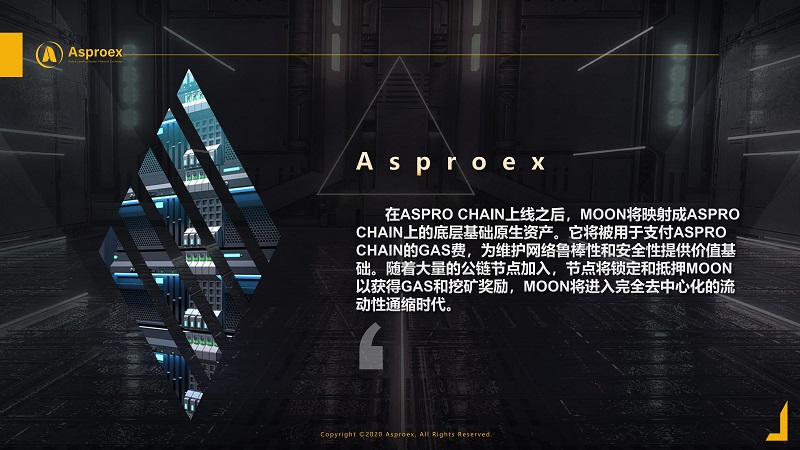 Asproex
Asproex
在ASPRO CHAIN上线之后，MOON将映射成ASPRO
CHAIN上的底层基础原生资产。它将被用于支付ASPRO
CHAIN的GAS费，为维护网络鲁棒性和安全性提供价值基
础。随着大量的公链节点加入，节点将锁定和抵押MOON
以获得GAS和挖矿奖励，MOON将进入完全去中心化的流
动性通缩时代。
Copyright ©2020 Asproex, All Rights Reserved.